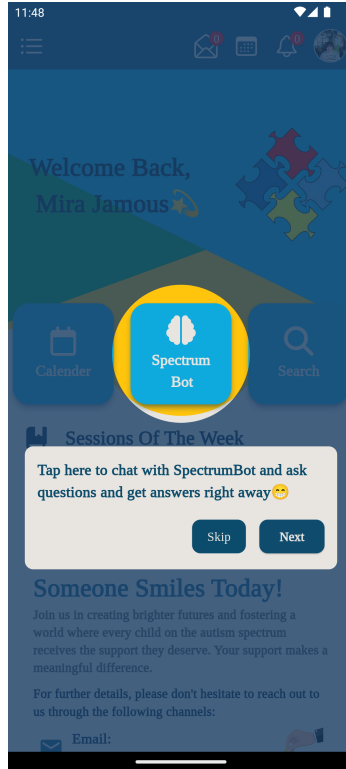 11:48
0
0
Welcome Back,
Mira Jamous💫
Calender
Spectrum
Bot
Search
Sessions Of The Week
Tap here to chat with SpectrumBot and ask
questions and get answers right away😁
Skip
Next
Someone Smiles Today!
Join us in creating brighter futures and fostering a
world where every child on the autism spectrum
receives the support they deserve. Your support makes a
meaningful difference.
For further details, please don't hesitate to reach out to
us through the following channels:
Email: